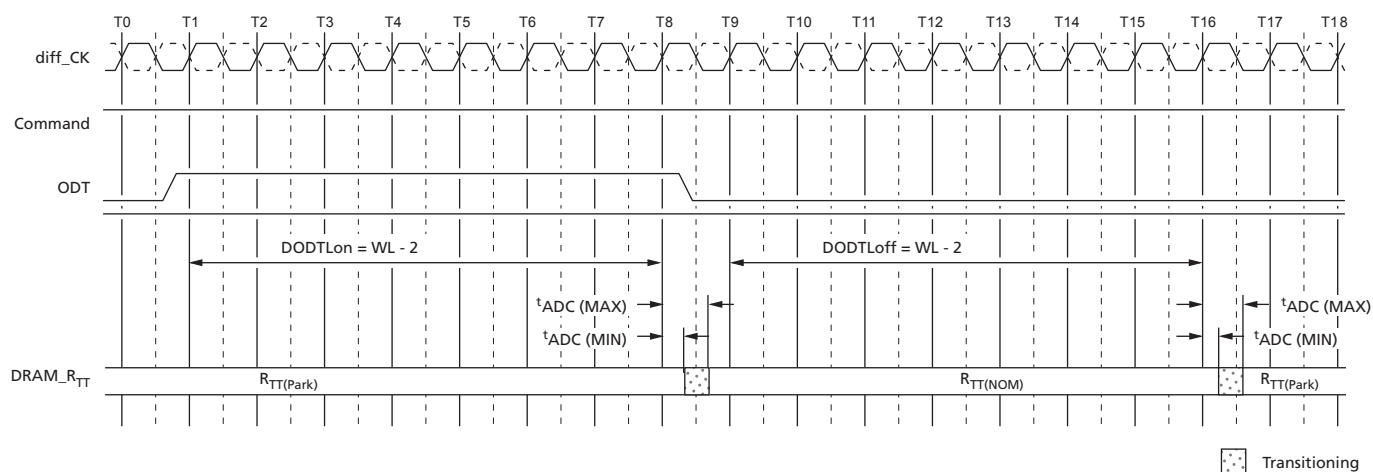 T0 T1 T2 T3 T4 T5 T6 T7 T8 T9 T10 T11 T12 T13 T14 T15 T16 T17 T18
diff_CK
Command
ODT
DODTLon = WL - 2 DODTLoff = WL - 2
tADC (MAX) tADC (MAX)
tADC (MIN) tADC (MIN)
DRAM_RTT RTT(Park) RTT(NOM) RTT(Park)
Transitioning